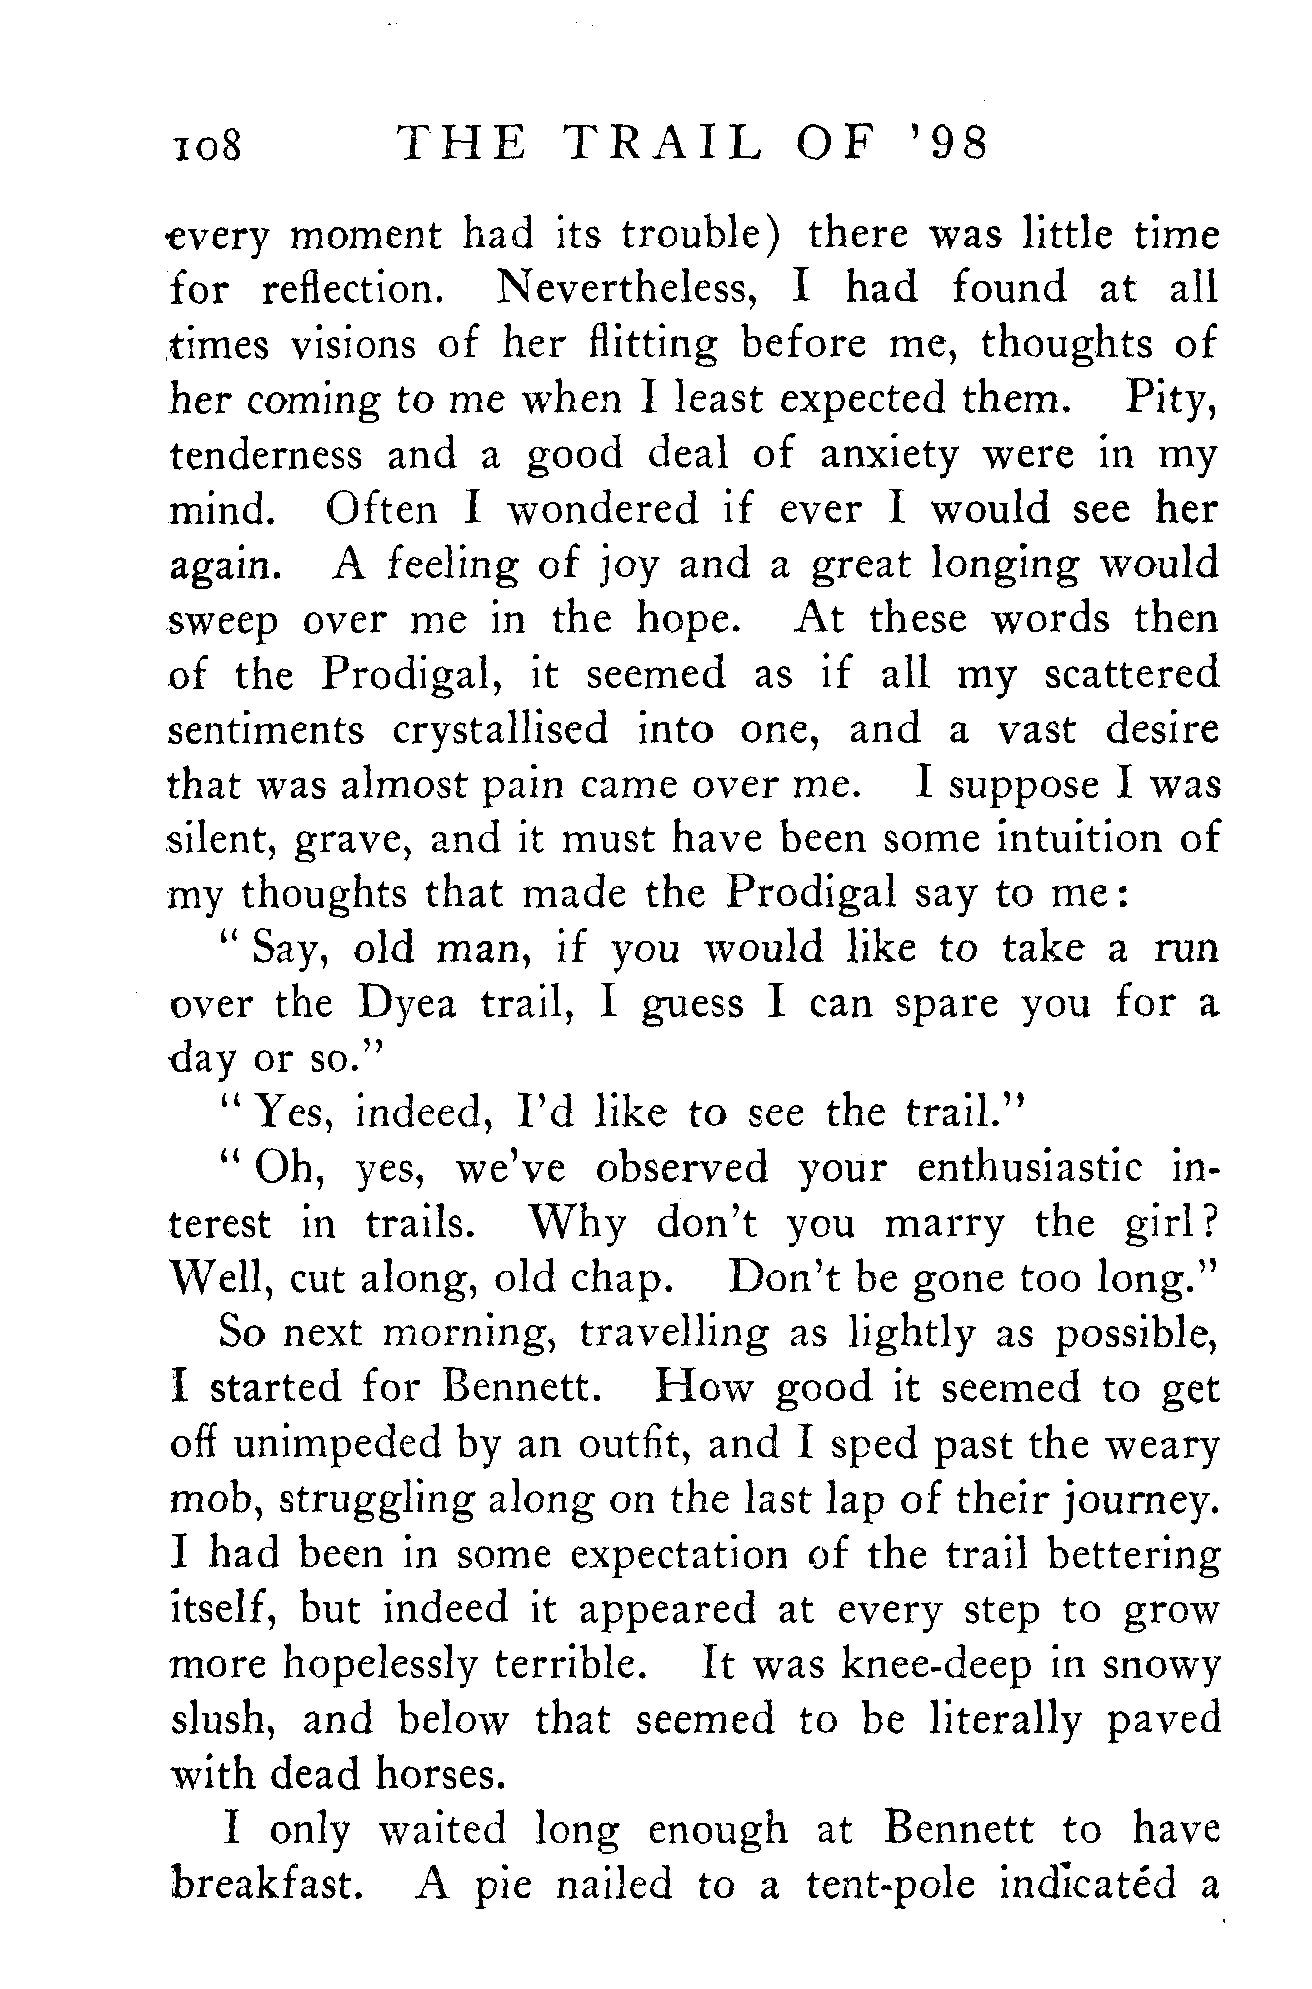 108 THE TRAIL OF '98
every moment had its trouble) there was little time
for reflection. Nevertheless, I had found at all
times visions of her flitting before me, thoughts of
her coming to me when I least expected them. Pity,
tenderness and a good deal of anxiety were in my
mind. Often I wondered if ever I would see her
again. A feeling of joy and a great longing would
sweep over me in the hope. At these words then
of the Prodigal, it seemed as if all my scattered
sentiments crystallised into one, and a vast desire
that was almost pain came over me. I suppose I was
silent, grave, and it must have been some intuition of
my thoughts that made the Prodigal say to me:
"Say, old man, if you would like to take a run
over the Dyea trail, I guess I can spare you for a
day or so."
"Yes, indeed, I'd like to see the trail."
"Oh, yes, we've observed your enthusiastic in-
terest in trails. Why don't you marry the girl?
Well, cut along, old chap. Don't be gone too long."
So next morning, travelling as lightly as possible,
I started for Bennett. How good it seemed to get
off unimpeded by an outfit, and I sped past the weary
mob, struggling along on the last lap of their journey.
I had been in some expectation of the trail bettering
itself, but indeed it appeared at every step to grow
more hopelessly terrible. It was knee-deep in snowy
slush, and below that seemed to be literally paved
with dead horses.
I only waited long enough at Bennett to have
breakfast. A pie nailed to a tent-pole indicated a